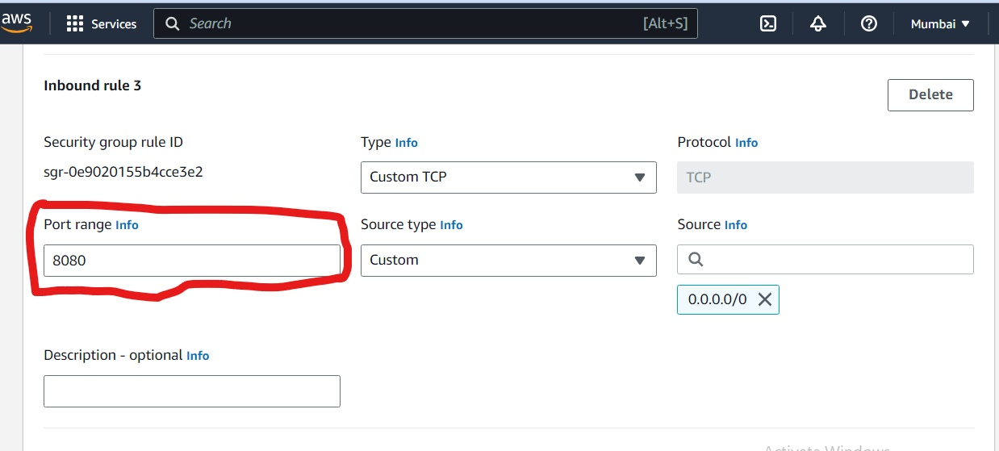 aws Services Search [Alt+S] Mumbai
Inbound rule 3
Delete
Security group rule ID
sgr-0e9020155b4cce3e2
Type Info
Custom TCP
Protocol Info
TCP
Port range Info
8080
Source type Info
Custom
Source Info
0.0.0.0/0
Description - optional Info
Activate Windows